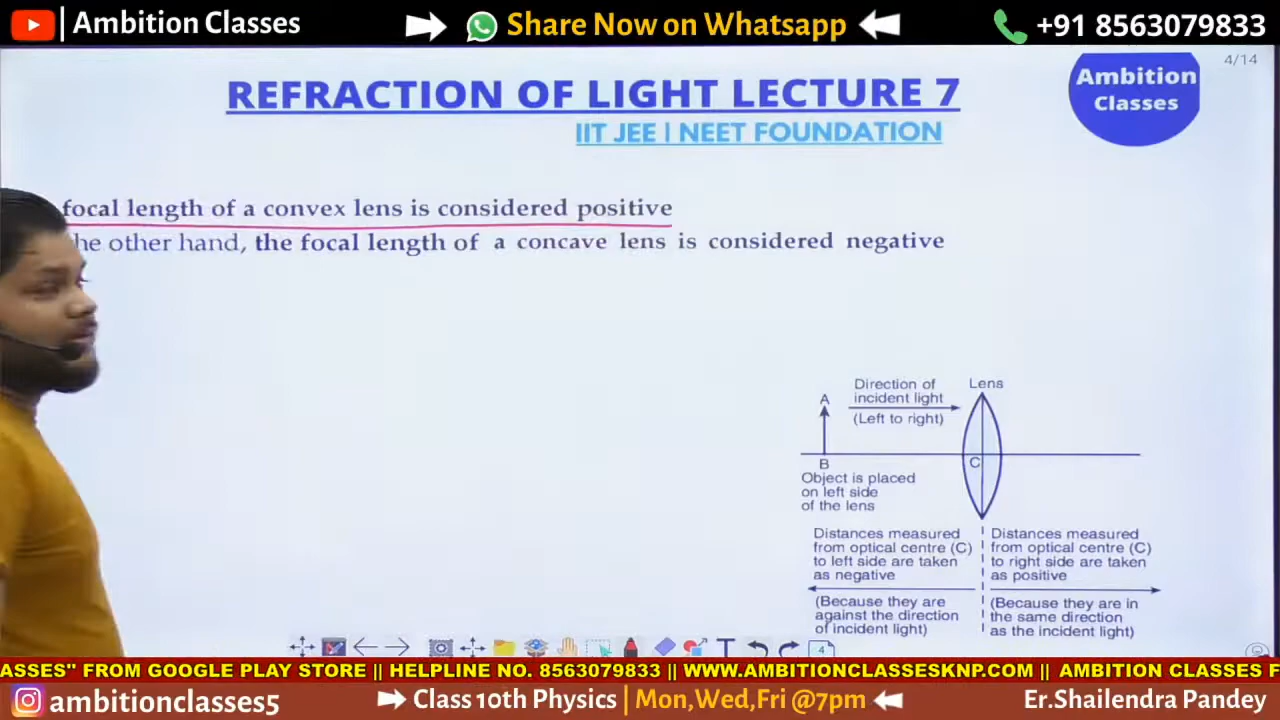 Ambition Classes
Share Now on Whatsapp
+91 8563079833
4/14
REFRACTION OF LIGHT LECTURE 7
IIT JEE | NEET FOUNDATION
Ambition
Classes
focal length of a convex lens is considered positive
he other hand, the focal length of a concave lens is considered negative
Direction of
incident light
(Left to right)
Lens
A
B
C
Object is placed
on left side
of the lens
Distances measured
from optical centre (C)
to left side are taken
as negative
(Because they are
against the direction
of incident light)
Distances measured
from optical centre (C)
to right side are taken
as positive
(Because they are in
the same direction
as the incident light)
T
4
ASSES" FROM GOOGLE PLAY STORE || HELPLINE NO. 8563079833 || WWW.AMBITIONCLASSESKNP.COM || AMBITION CLASSES F
ambitionclasses5
Class 10th Physics | Mon,Wed,Fri @7pm
Er.Shailendra Pandey